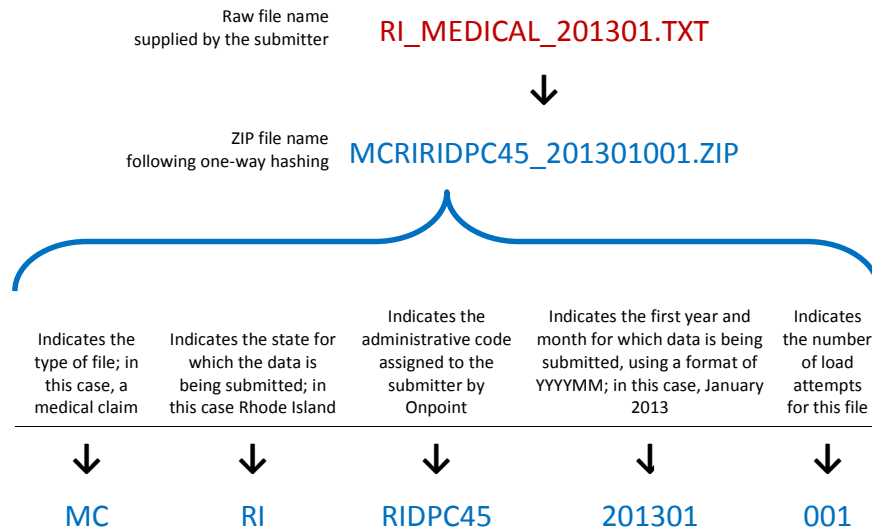 Raw file name
supplied by the submitter
RI_MEDICAL_201301.TXT
ZIP file name
following one-way hashing
MCRIRIDPC45_201301001.ZIP
Indicates the
type of file; in
this case, a
medical claim
Indicates the state for
which the data is
being submitted; in
this case Rhode Island
Indicates the
administrative code
assigned to the
submitter by
Onpoint
Indicates the first year and
month for which data is being
submitted, using a format of
YYYYMM; in this case, January
2013
Indicates
the number
of load
attempts
for this file
MC
RI
RIDPC45
201301
001